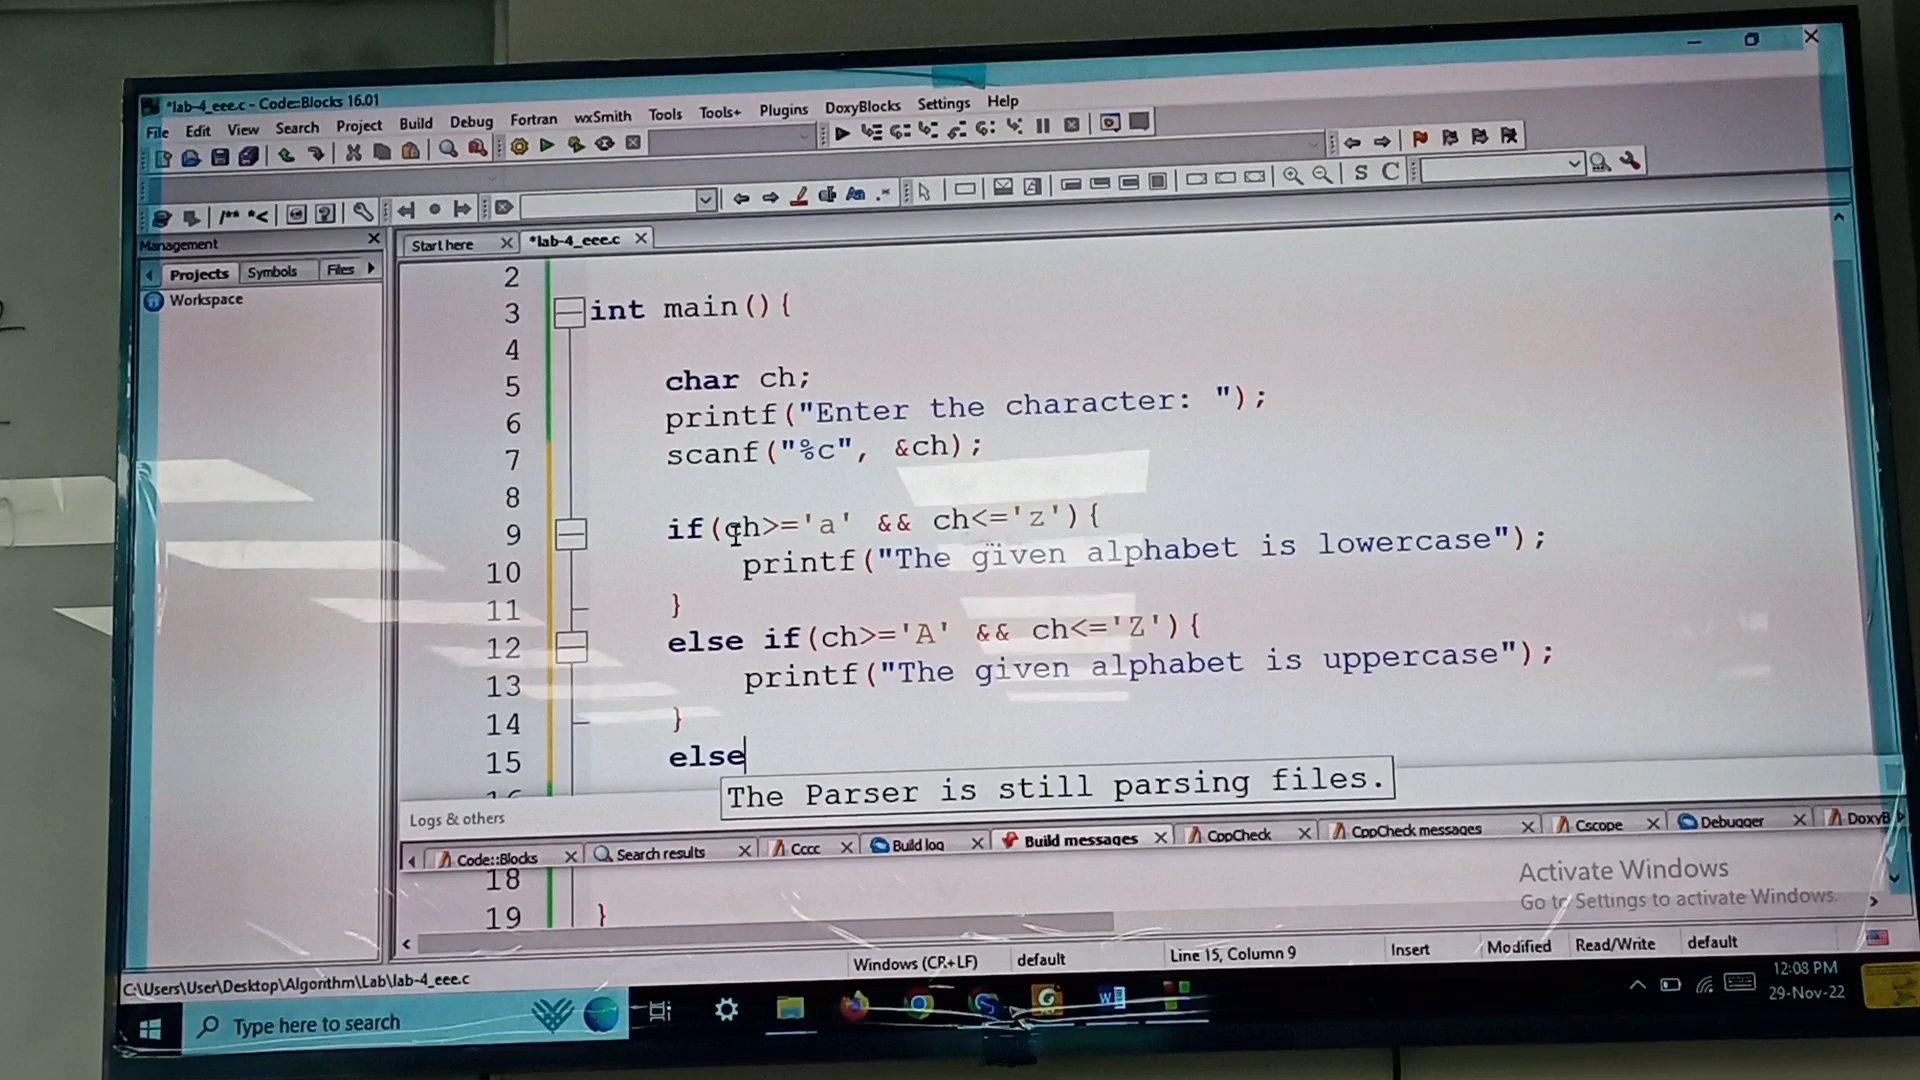 *lab-4_eee.c - Code::Blocks 16.01
File Edit View Search Project Build Debug Fortran wxSmith Tools Tools+ Plugins DoxyBlocks Settings Help
S C
/** *<
Management
Start here *lab-4_eee.c
Projects Symbols Files
Workspace
2
3 int main(){
4
5 char ch;
6 printf("Enter the character: ");
7 scanf("%c", &ch);
8
9 if(ch>='a' && ch<='z'){
10 printf("The given alphabet is lowercase");
11 }
12 else if(ch>='A' && ch<='Z'){
13 printf("The given alphabet is uppercase");
14 }
15 else
The Parser is still parsing files.
Logs & others
Code::Blocks Search results Cccc Build log Build messages CppCheck CppCheck messages Cscope Debugger DoxyB
18
19 }
Activate Windows
Go to Settings to activate Windows.
C:\Users\User\Desktop\Algorithm\Lab\lab-4_eee.c Windows (CR+LF) default Line 15, Column 9 Insert Modified Read/Write default
Type here to search
12:08 PM
29-Nov-22